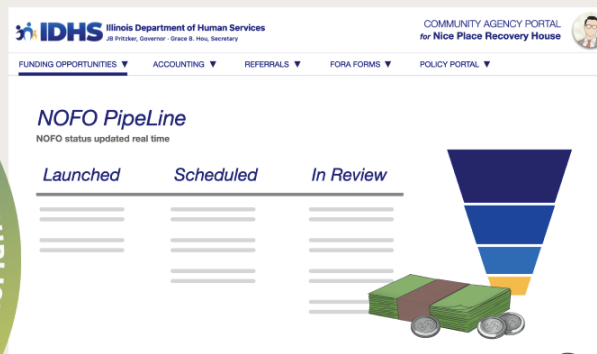 IDHS
Illinois Department of Human Services
JB Pritzker, Governor · Grace B. Hou, Secretary
COMMUNITY AGENCY PORTAL
for Nice Place Recovery House
FUNDING OPPORTUNITIES ▼ ACCOUNTING ▼ REFERRALS ▼ FORA FORMS ▼ POLICY PORTAL ▼
NOFO PipeLine
NOFO status updated real time
Launched Scheduled In Review